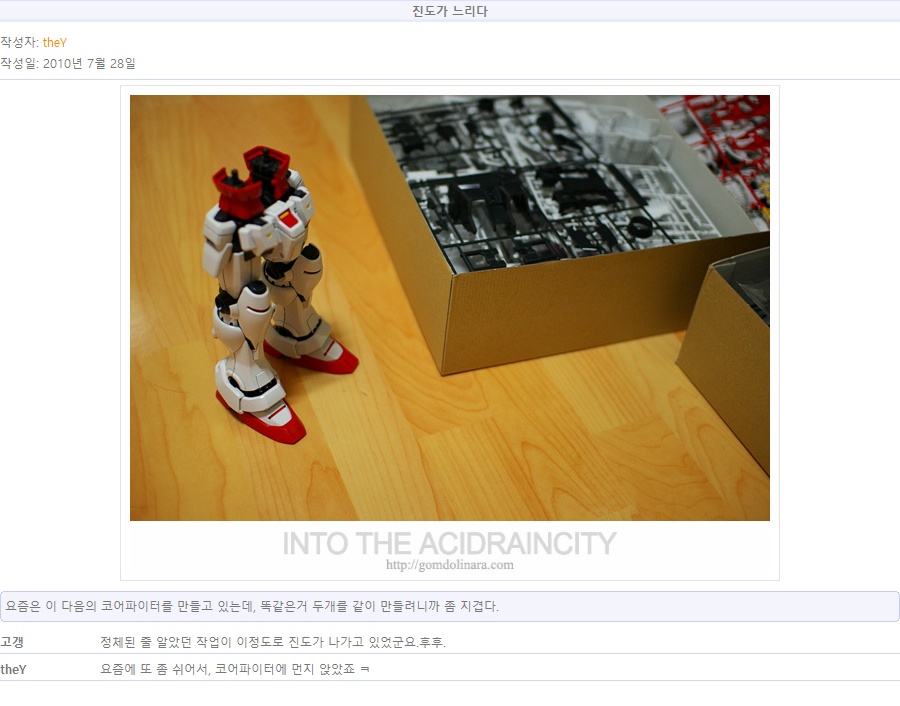 진도가 느리다
작성자: theY
작성일: 2010년 7월 28일
INTO THE ACIDRAINCITY
http://gomdolinara.com
요즘은 이 다음의 코어파이터를 만들고 있는데, 똑같은거 두개를 같이 만들려니까 좀 지겹다.
고갱 정체된 줄 알았던 작업이 이정도로 진도가 나가고 있었군요.후후.
theY 요즘에 또 좀 쉬어서, 코어파이터에 먼지 앉았죠 ㅋ